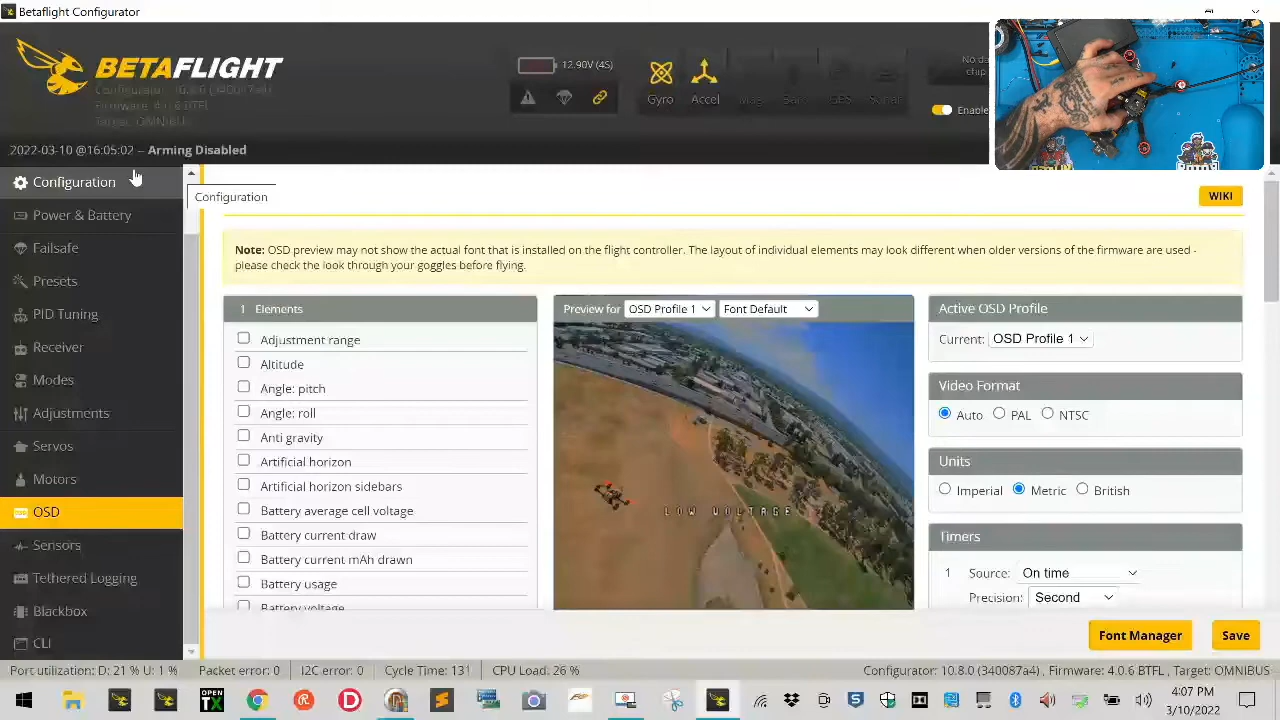 Betaflight Configurator
BETAFLIGHT
12.90V (4S)
Gyro
Accel
Enable
2022-03-10 @16:05:02 -- Arming Disabled
Configuration
Power & Battery
Failsafe
Presets
PID Tuning
Receiver
Modes
Adjustments
Servos
Motors
OSD
Sensors
Tethered Logging
Blackbox
CLI
Configuration
WIKI
Note: OSD preview may not show the actual font that is installed on the flight controller. The layout of individual elements may look different when older versions of the firmware are used -
please check the look through your goggles before flying.
1 Elements
Adjustment range
Altitude
Angle: pitch
Angle: roll
Anti gravity
Artificial horizon
Artificial horizon sidebars
Battery average cell voltage
Battery current draw
Battery current mAh drawn
Battery usage
Battery voltage
Preview for OSD Profile 1 Font Default
LOW VOLTAGE
Active OSD Profile
Current: OSD Profile 1
Video Format
Auto PAL NTSC
Units
Imperial Metric British
Timers
1 Source: On time
Precision: Second
Font Manager Save
Port utilization: D: 21 % U: 1 % Packet error: 0 I2C error: 0 Cycle Time: 131 CPU Load: 26 % Configurator: 10.8.0 (340087a4), Firmware: 4.0.6 BTFL, Target: OMNIBUS
OPEN
TX
4:07 PM
3/10/2022